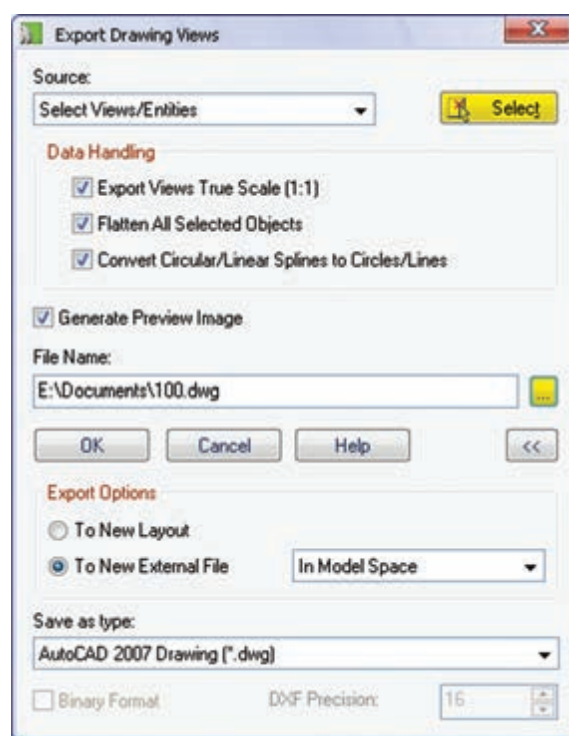 Export Drawing Views
Source:
Select Views/Entities
Select
Data Handling
Export Views True Scale (1:1)
Flatten All Selected Objects
Convert Circular/Linear Splines to Circles/Lines
Generate Preview Image
File Name:
E:\Documents\100.dwg
...
OK Cancel Help <<
Export Options
To New Layout
To New External File In Model Space
Save as type:
AutoCAD 2007 Drawing (*.dwg)
Binary Format DXF Precision: 16